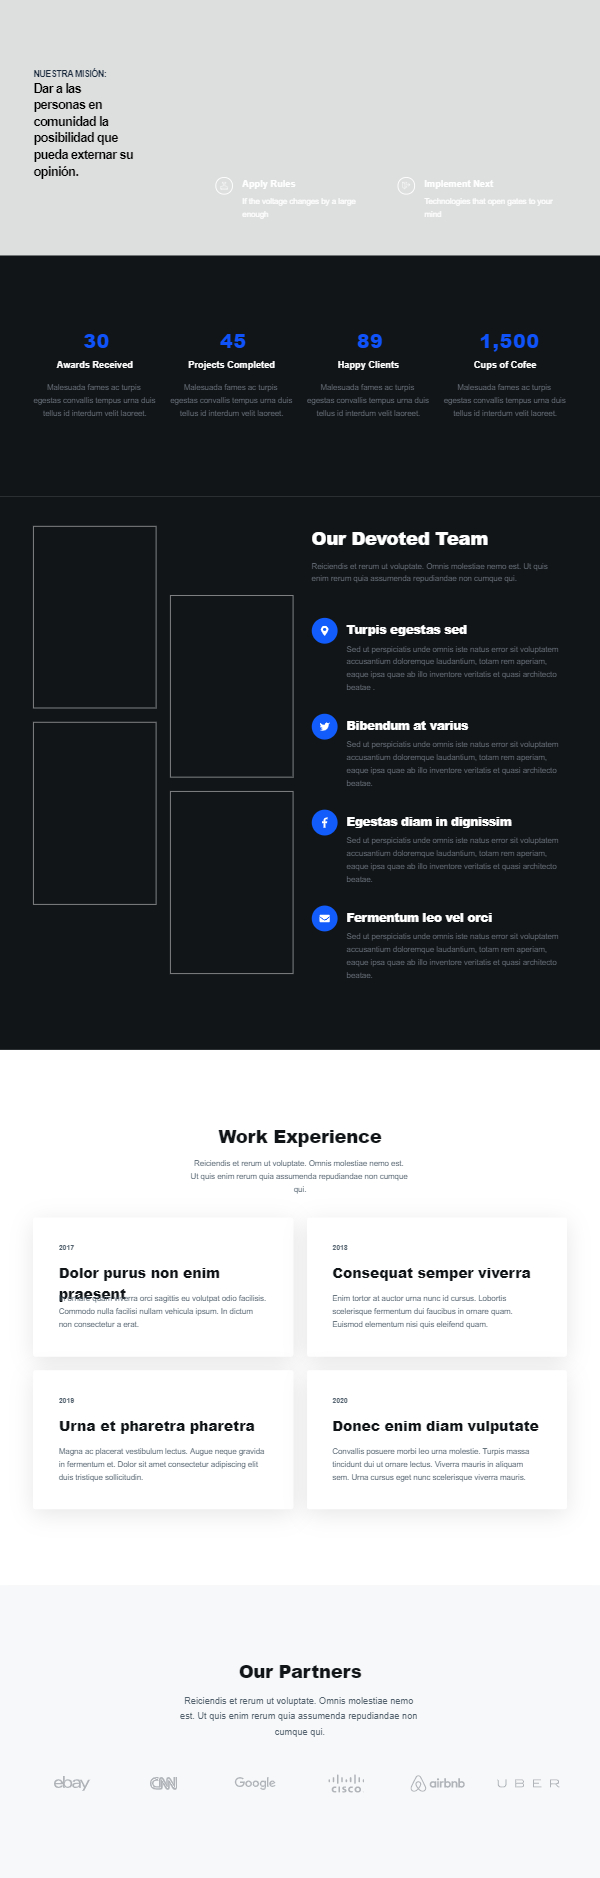 NUESTRA MISIÓN:
Dar a las
personas en
comunidad la
posibilidad que
pueda externar su
opinión.
Apply Rules
If the voltage changes by a large
enough
Implement Next
Technologies that open gates to your
mind
30
Awards Received
Malesuada fames ac turpis
egestas convallis tempus urna duis
tellus id interdum velit laoreet.
45
Projects Completed
Malesuada fames ac turpis
egestas convallis tempus urna duis
tellus id interdum velit laoreet.
89
Happy Clients
Malesuada fames ac turpis
egestas convallis tempus urna duis
tellus id interdum velit laoreet.
1,500
Cups of Cofee
Malesuada fames ac turpis
egestas convallis tempus urna duis
tellus id interdum velit laoreet.
Our Devoted Team
Reiciendis et rerum ut voluptate. Omnis molestiae nemo est. Ut quis
enim rerum quia assumenda repudiandae non cumque qui.
Turpis egestas sed
Sed ut perspiciatis unde omnis iste natus error sit voluptatem
accusantium doloremque laudantium, totam rem aperiam,
eaque ipsa quae ab illo inventore veritatis et quasi architecto
beatae .
Bibendum at varius
Sed ut perspiciatis unde omnis iste natus error sit voluptatem
accusantium doloremque laudantium, totam rem aperiam,
eaque ipsa quae ab illo inventore veritatis et quasi architecto
beatae.
Egestas diam in dignissim
Sed ut perspiciatis unde omnis iste natus error sit voluptatem
accusantium doloremque laudantium, totam rem aperiam,
eaque ipsa quae ab illo inventore veritatis et quasi architecto
beatae.
Fermentum leo vel orci
Sed ut perspiciatis unde omnis iste natus error sit voluptatem
accusantium doloremque laudantium, totam rem aperiam,
eaque ipsa quae ab illo inventore veritatis et quasi architecto
beatae.
Work Experience
Reiciendis et rerum ut voluptate. Omnis molestiae nemo est.
Ut quis enim rerum quia assumenda repudiandae non cumque
qui.
2017
Dolor purus non enim
praesent
quam viverra orci sagittis eu volutpat odio facilisis.
Commodo nulla facilisi nullam vehicula ipsum. In dictum
non consectetur a erat.
2013
Consequat semper viverra
Enim tortor at auctor urna nunc id cursus. Lobortis
scelerisque fermentum dui faucibus in ornare quam.
Euismod elementum nisi quis eleifend quam.
2019
Urna et pharetra pharetra
Magna ac placerat vestibulum lectus. Augue neque gravida
in fermentum et. Dolor sit amet consectetur adipiscing elit
duis tristique sollicitudin.
2020
Donec enim diam vulputate
Convallis posuere morbi leo urna molestie. Turpis massa
tincidunt dui ut ornare lectus. Viverra mauris in aliquam
sem. Urna cursus eget nunc scelerisque viverra mauris.
Our Partners
Reiciendis et rerum ut voluptate. Omnis molestiae nemo
est. Ut quis enim rerum quia assumenda repudiandae non
cumque qui.
ebay
CNN
Google
CISCO
airbnb
UBER